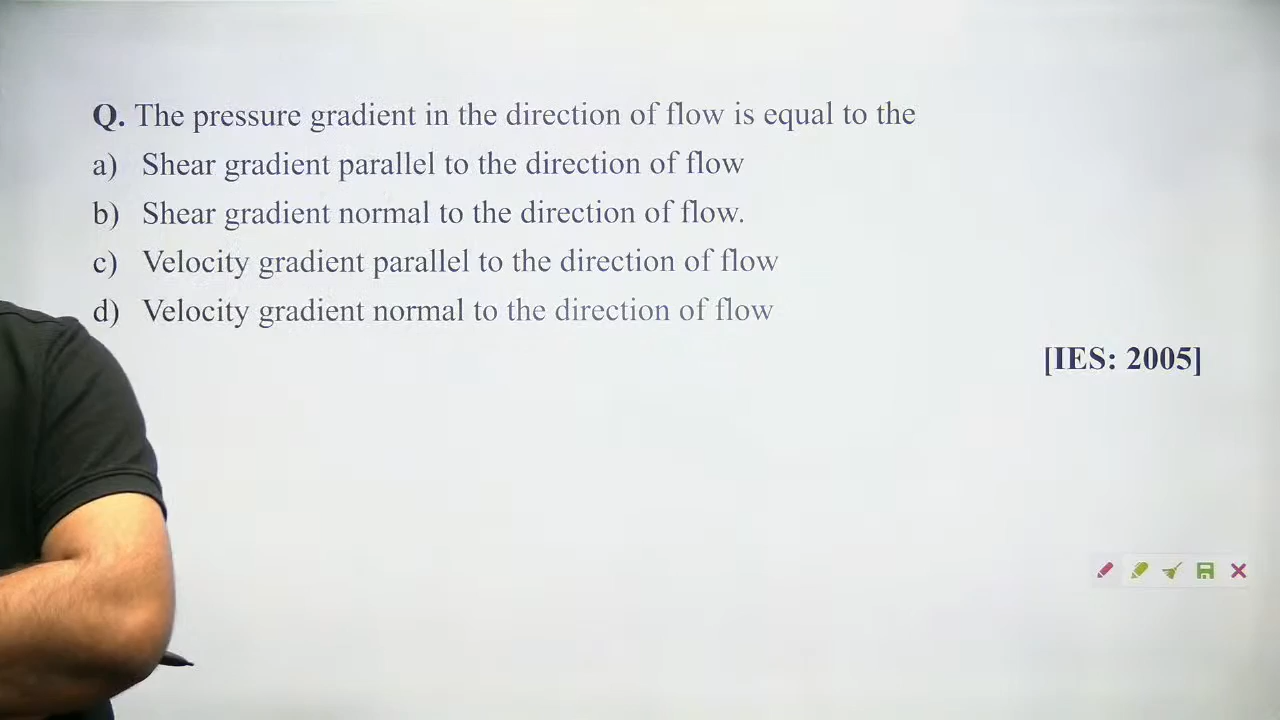 Q. The pressure gradient in the direction of flow is equal to the
a) Shear gradient parallel to the direction of flow
b) Shear gradient normal to the direction of flow.
c) Velocity gradient parallel to the direction of flow
d) Velocity gradient normal to the direction of flow
[IES: 2005]